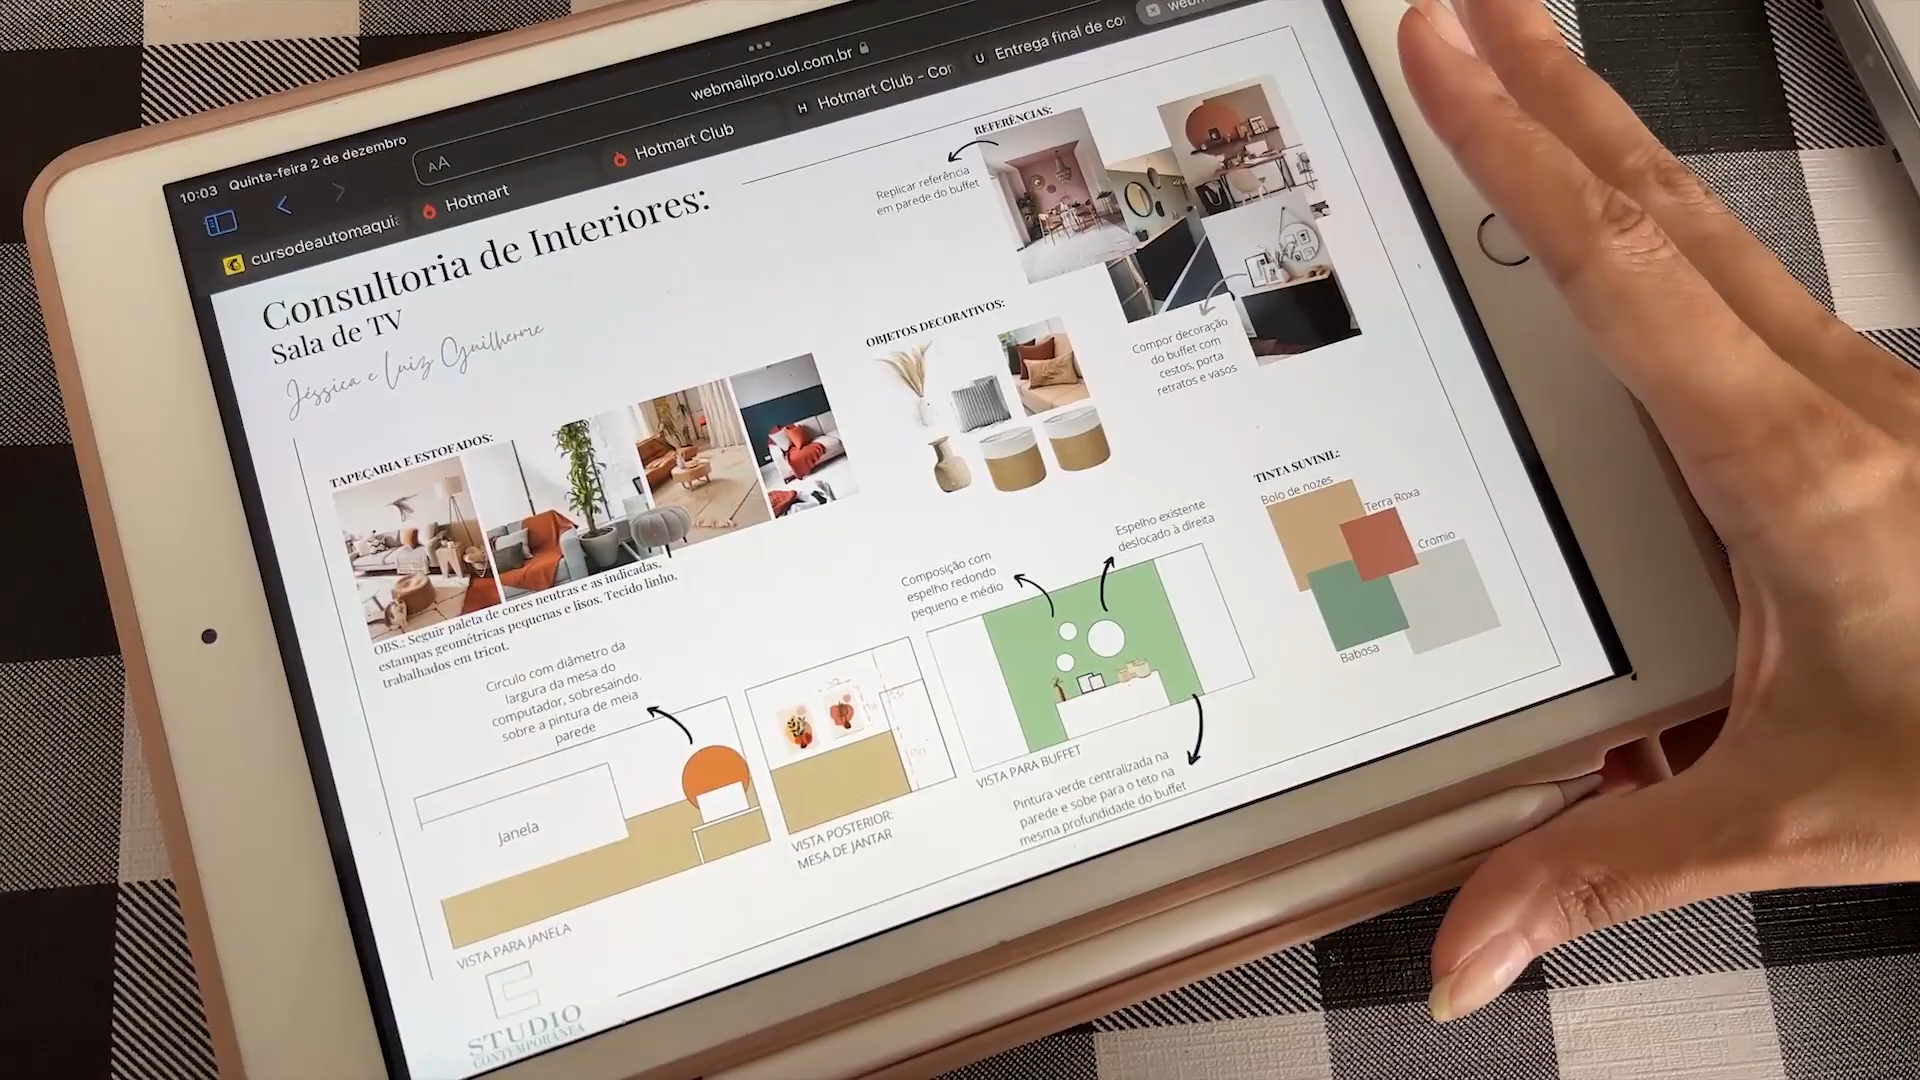 10:03 Quinta-feira 2 de dezembro
AA
webmailpro.uol.com.br
Hotmart
Hotmart Club
H Hotmart Club - Con
U Entrega final de co
Consultoria de Interiores:
Sala de TV
Jéssica e Luiz Guilherme
REFERÊNCIAS:
Replicar referência
em parede do buffet
Compor decoração
do buffet com
cestos, porta
retratos e vasos
OBJETOS DECORATIVOS:
TAPEÇARIA E ESTOFADOS:
OBS.: Seguir paleta de cores neutras e as indicadas,
estampas geométricas pequenas e lisos. Tecido linho,
trabalhados em tricot.
TINTA SUVINIL:
Bolo de nozes
Terra Roxa
Cromio
Babosa
Circulo com diâmetro da
largura da mesa do
computador, sobresaindo
sobre a pintura de meia
parede
Janela
VISTA PARA JANELA
VISTA POSTERIOR:
MESA DE JANTAR
Composição com
espelho redondo
pequeno e médio
Espelho existente
deslocado à direita
VISTA PARA BUFFET
Pintura verde centralizada na
parede e sobe para o teto na
mesma profundidade do buffet
STUDIO
CONTEMPORÂNEA